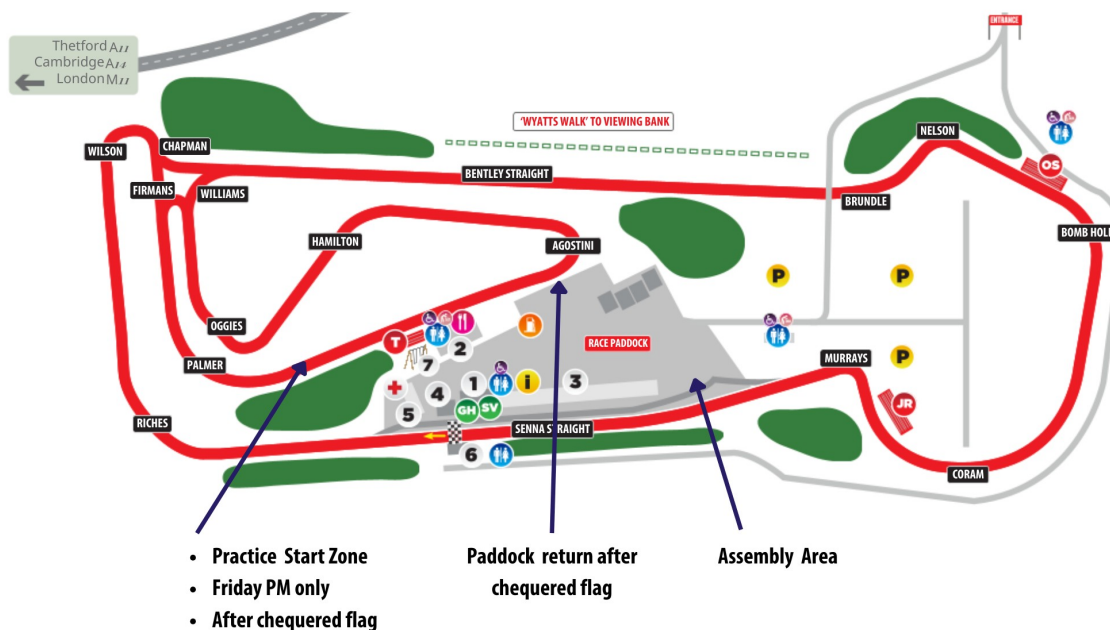 ENTRANCE
Thetford A11
Cambridge A14
London M11
'WYATTS WALK' TO VIEWING BANK
NELSON
CHAPMAN
WILSON
OS
BENTLEY STRAIGHT
FIRMANS
WILLIAMS
BRUNDLE
BOMB HOL
HAMILTON
AGOSTINI
P
P
OGGIES
T
2
RACE PADDOCK
MURRAYS
P
PALMER
7
1
i
3
4
5
GH
SV
JR
RICHES
SENNA STRAIGHT
6
CORAM
• Practice Start Zone
• Friday PM only
• After chequered flag
Paddock return after
chequered flag
Assembly Area